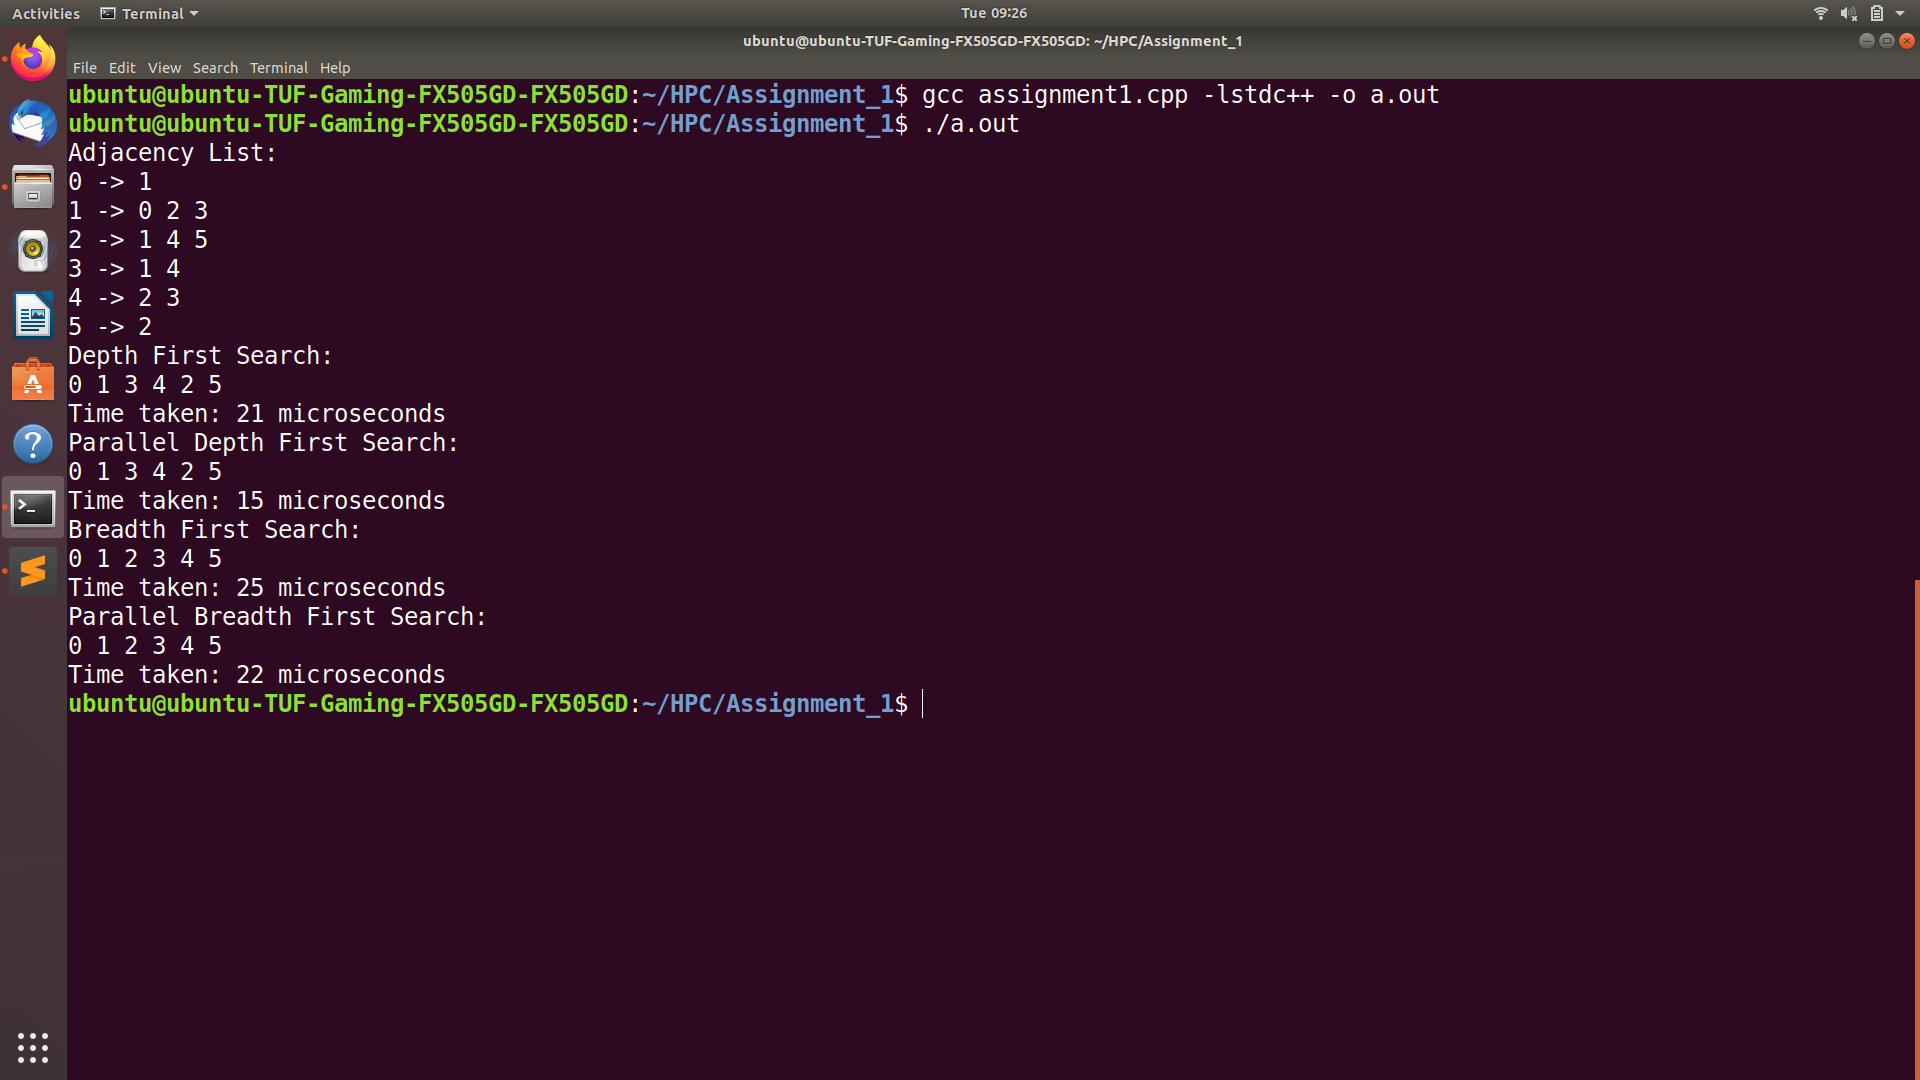 Activities Terminal Tue 09:26
ubuntu@ubuntu-TUF-Gaming-FX505GD-FX505GD: ~/HPC/Assignment_1
File Edit View Search Terminal Help
ubuntu@ubuntu-TUF-Gaming-FX505GD-FX505GD:~/HPC/Assignment_1$ gcc assignment1.cpp -lstdc++ -o a.out
ubuntu@ubuntu-TUF-Gaming-FX505GD-FX505GD:~/HPC/Assignment_1$ ./a.out
Adjacency List:
0 -> 1
1 -> 0 2 3
2 -> 1 4 5
3 -> 1 4
4 -> 2 3
5 -> 2
Depth First Search:
0 1 3 4 2 5
Time taken: 21 microseconds
Parallel Depth First Search:
0 1 3 4 2 5
Time taken: 15 microseconds
Breadth First Search:
0 1 2 3 4 5
Time taken: 25 microseconds
Parallel Breadth First Search:
0 1 2 3 4 5
Time taken: 22 microseconds
ubuntu@ubuntu-TUF-Gaming-FX505GD-FX505GD:~/HPC/Assignment_1$